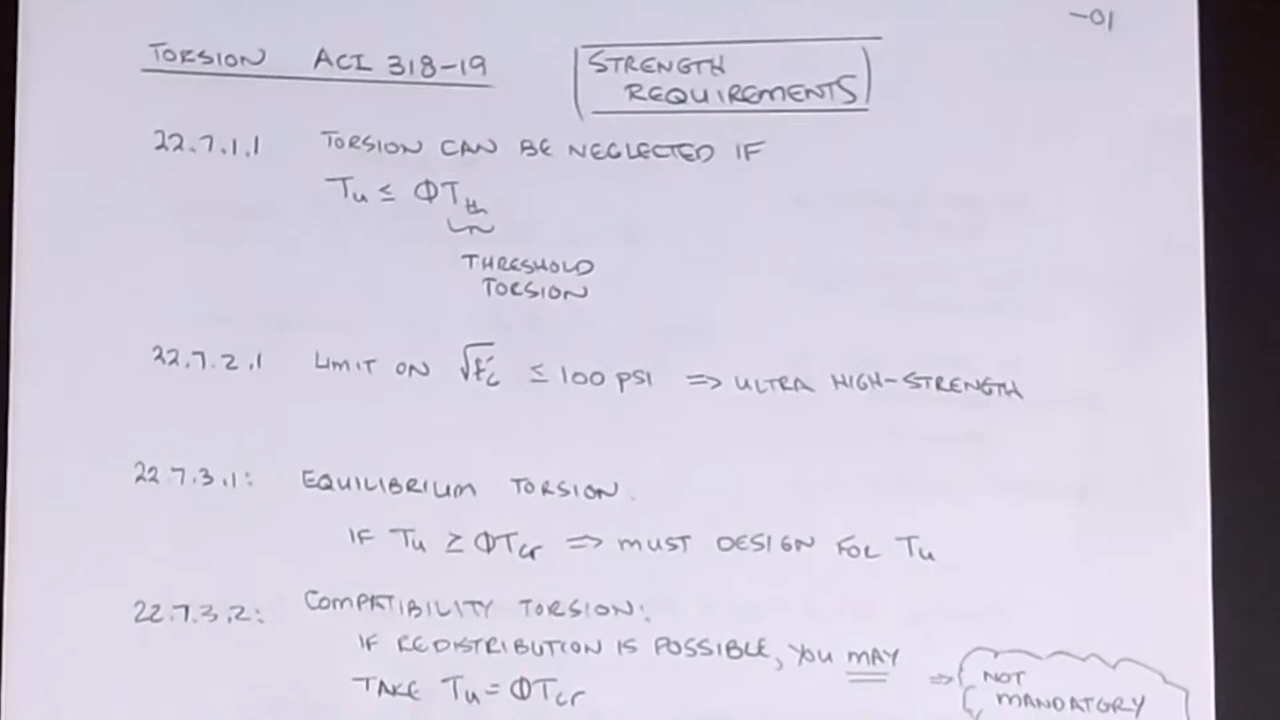 -01
TORSION ACI 318-19
STRENGTH
REQUIREMENTS
22.7.1.1 TORSION CAN BE NEGLECTED IF
Tu ≤ ΦTth
THRESHOLD
TORSION
22.7.2.1 LIMIT ON √f'c ≤ 100 PSI => ULTRA HIGH-STRENGTH
22.7.3.1: EQUILIBRIUM TORSION.
IF Tu ≥ ΦTcr => MUST DESIGN FOR Tu
22.7.3.2: COMPATIBILITY TORSION:
IF REDISTRIBUTION IS POSSIBLE, YOU MAY =>
TAKE Tu = ΦTcr
NOT
MANDATORY